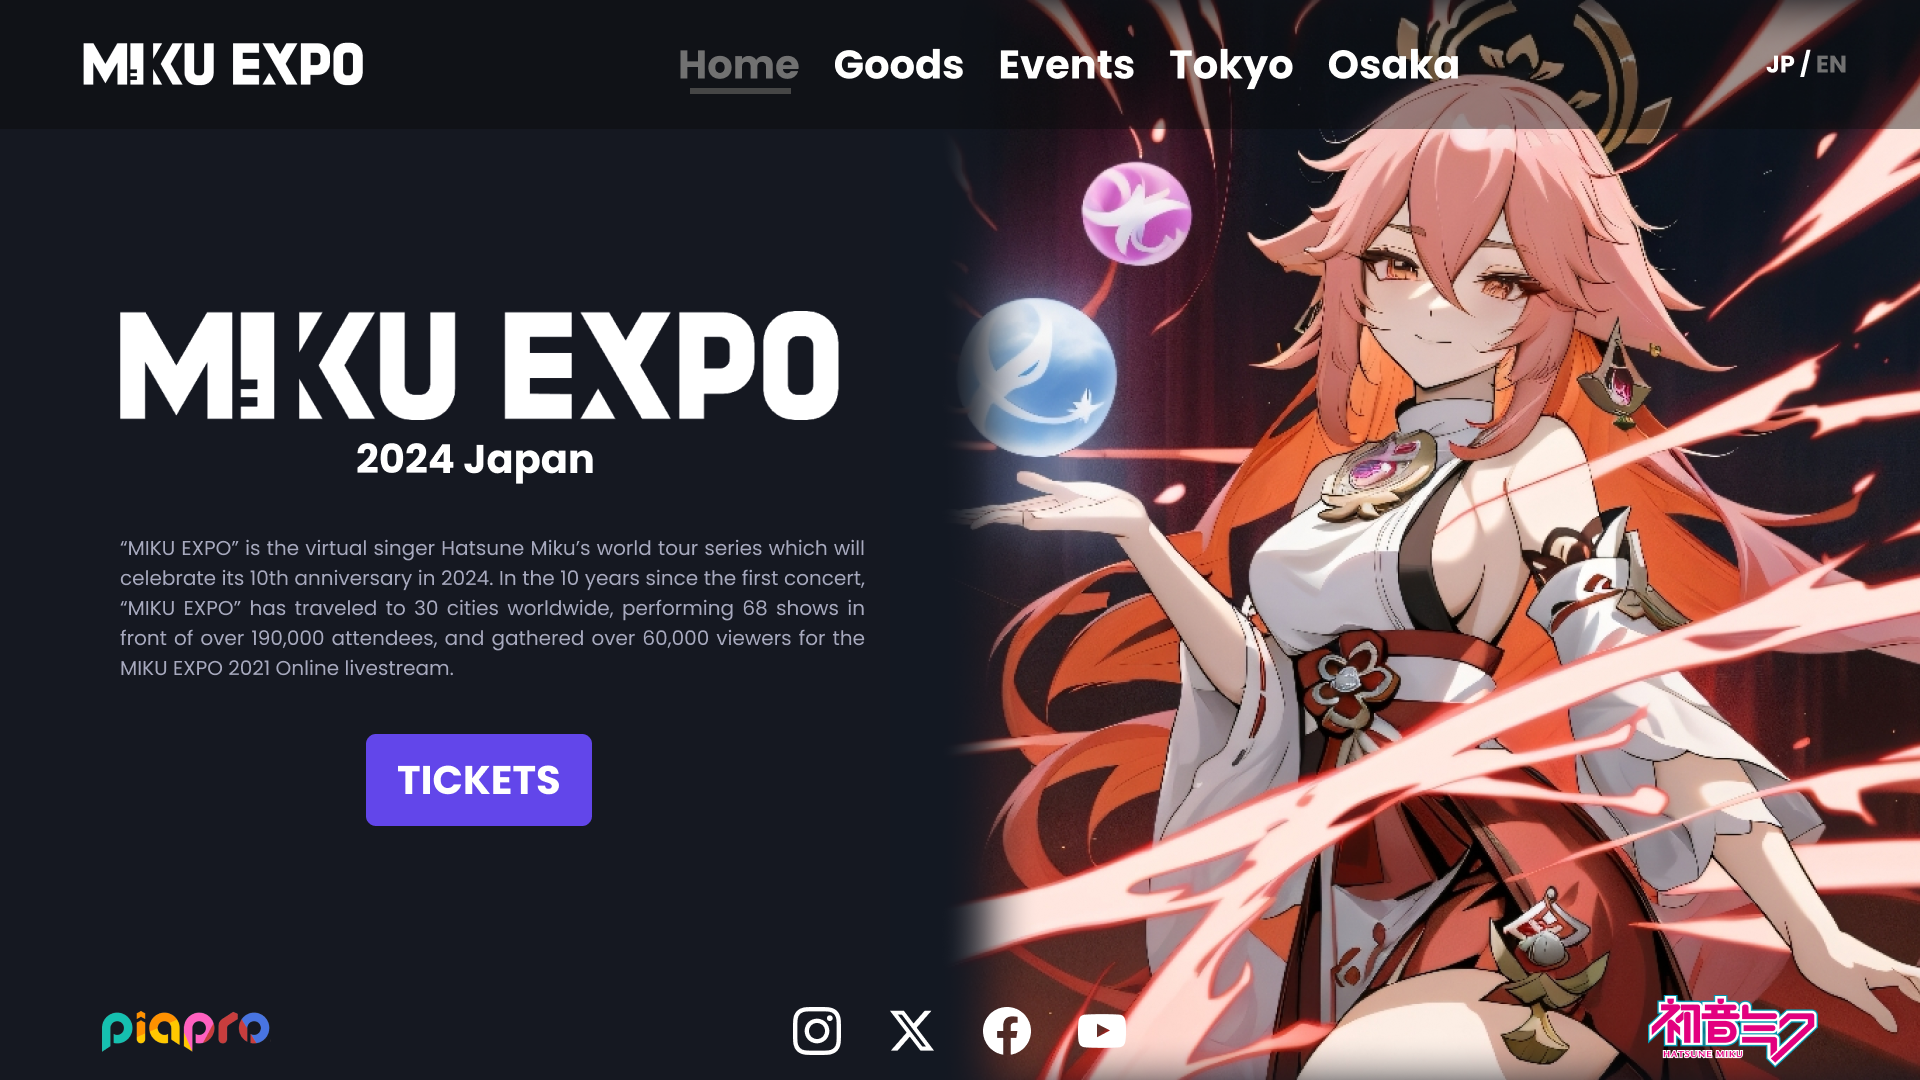 MIKU EXPO
Home Goods Events Tokyo Osaka
JP / EN
MIKU EXPO
2024 Japan
“MIKU EXPO” is the virtual singer Hatsune Miku’s world tour series which will
celebrate its 10th anniversary in 2024. In the 10 years since the first concert,
“MIKU EXPO” has traveled to 30 cities worldwide, performing 68 shows in
front of over 190,000 attendees, and gathered over 60,000 viewers for the
MIKU EXPO 2021 Online livestream.
TICKETS
piapro
初音ミク
HATSUNE MIKU